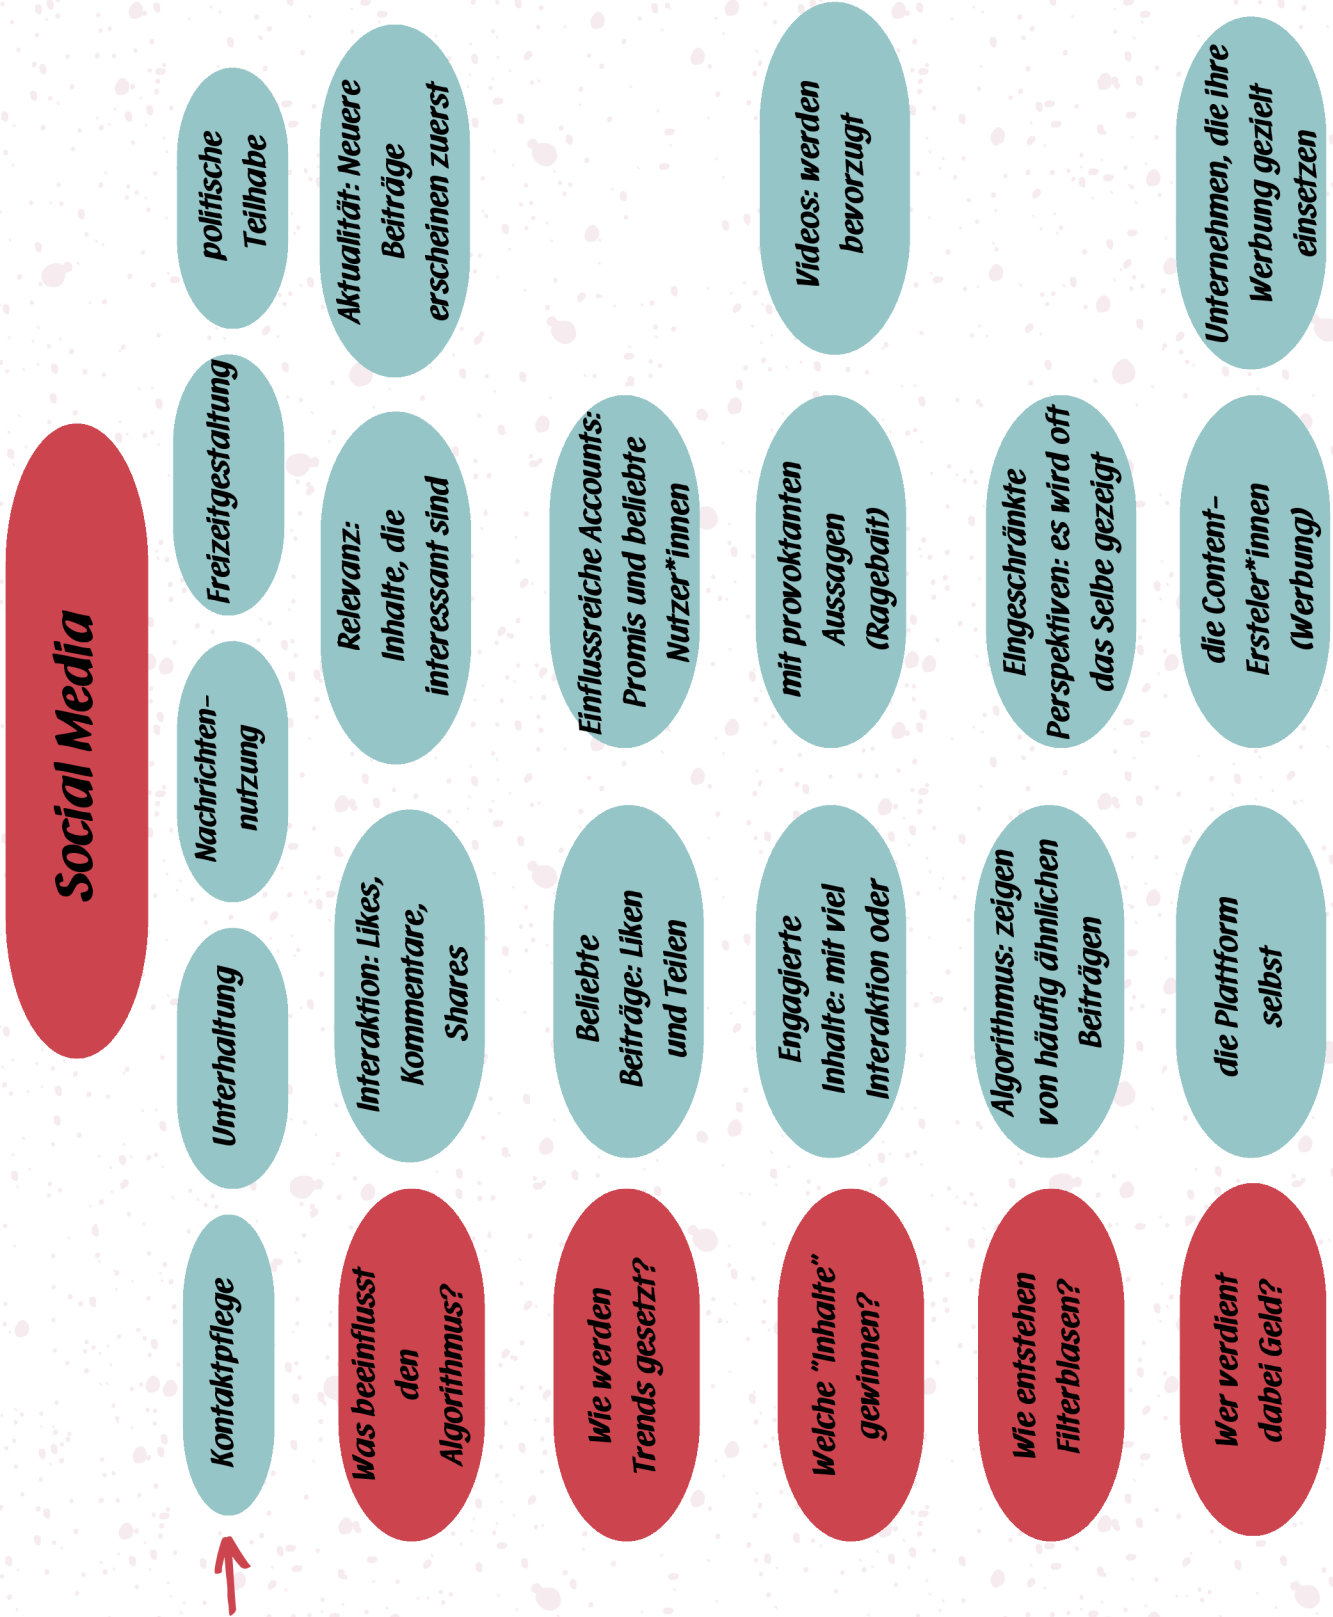 Social Media
Kontaktpflege
Unterhaltung
Nachrichten-
nutzung
Freizeitgestaltung
politische
Teilhabe
Was beeinflusst
den
Algorithmus?
Interaktion: Likes,
Kommentare,
Shares
Relevanz:
Inhalte, die
interessant sind
Aktualität: Neuere
Beiträge
erscheinen zuerst
Wie werden
Trends gesetzt?
Beliebte
Beiträge: Liken
und Teilen
Einflussreiche Accounts:
Promis und beliebte
Nutzer*innen
Welche "Inhalte"
gewinnen?
Engagierte
Inhalte: mit viel
Interaktion oder
mit provokanten
Aussagen
(Ragebait)
Videos: werden
bevorzugt
Wie entstehen
Filterblasen?
Algorithmus: zeigen
von häufig ähnlichen
Beiträgen
Eingeschränkte
Perspektiven: es wird oft
das Selbe gezeigt
Wer verdient
dabei Geld?
die Plattform
selbst
die Content-
Ersteler*innen
(Werbung)
Unternehmen, die ihre
Werbung gezielt
einsetzen